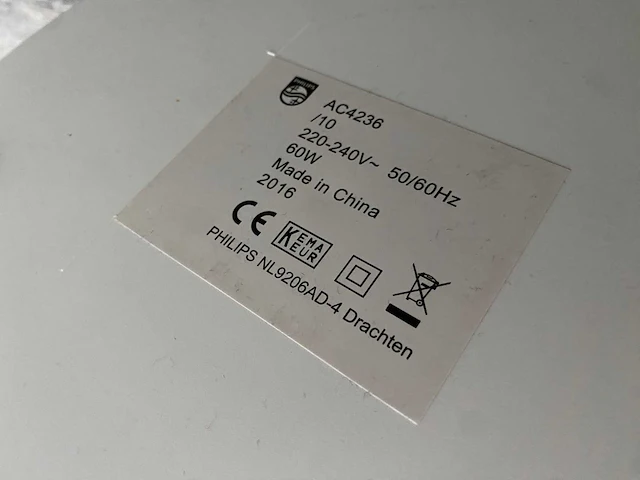 PHILIPS
AC4236
/10
220-240V~ 50/60Hz
60W
Made in China
2016
CE
KEMA
KEUR
PHILIPS NL9206AD-4 Drachten